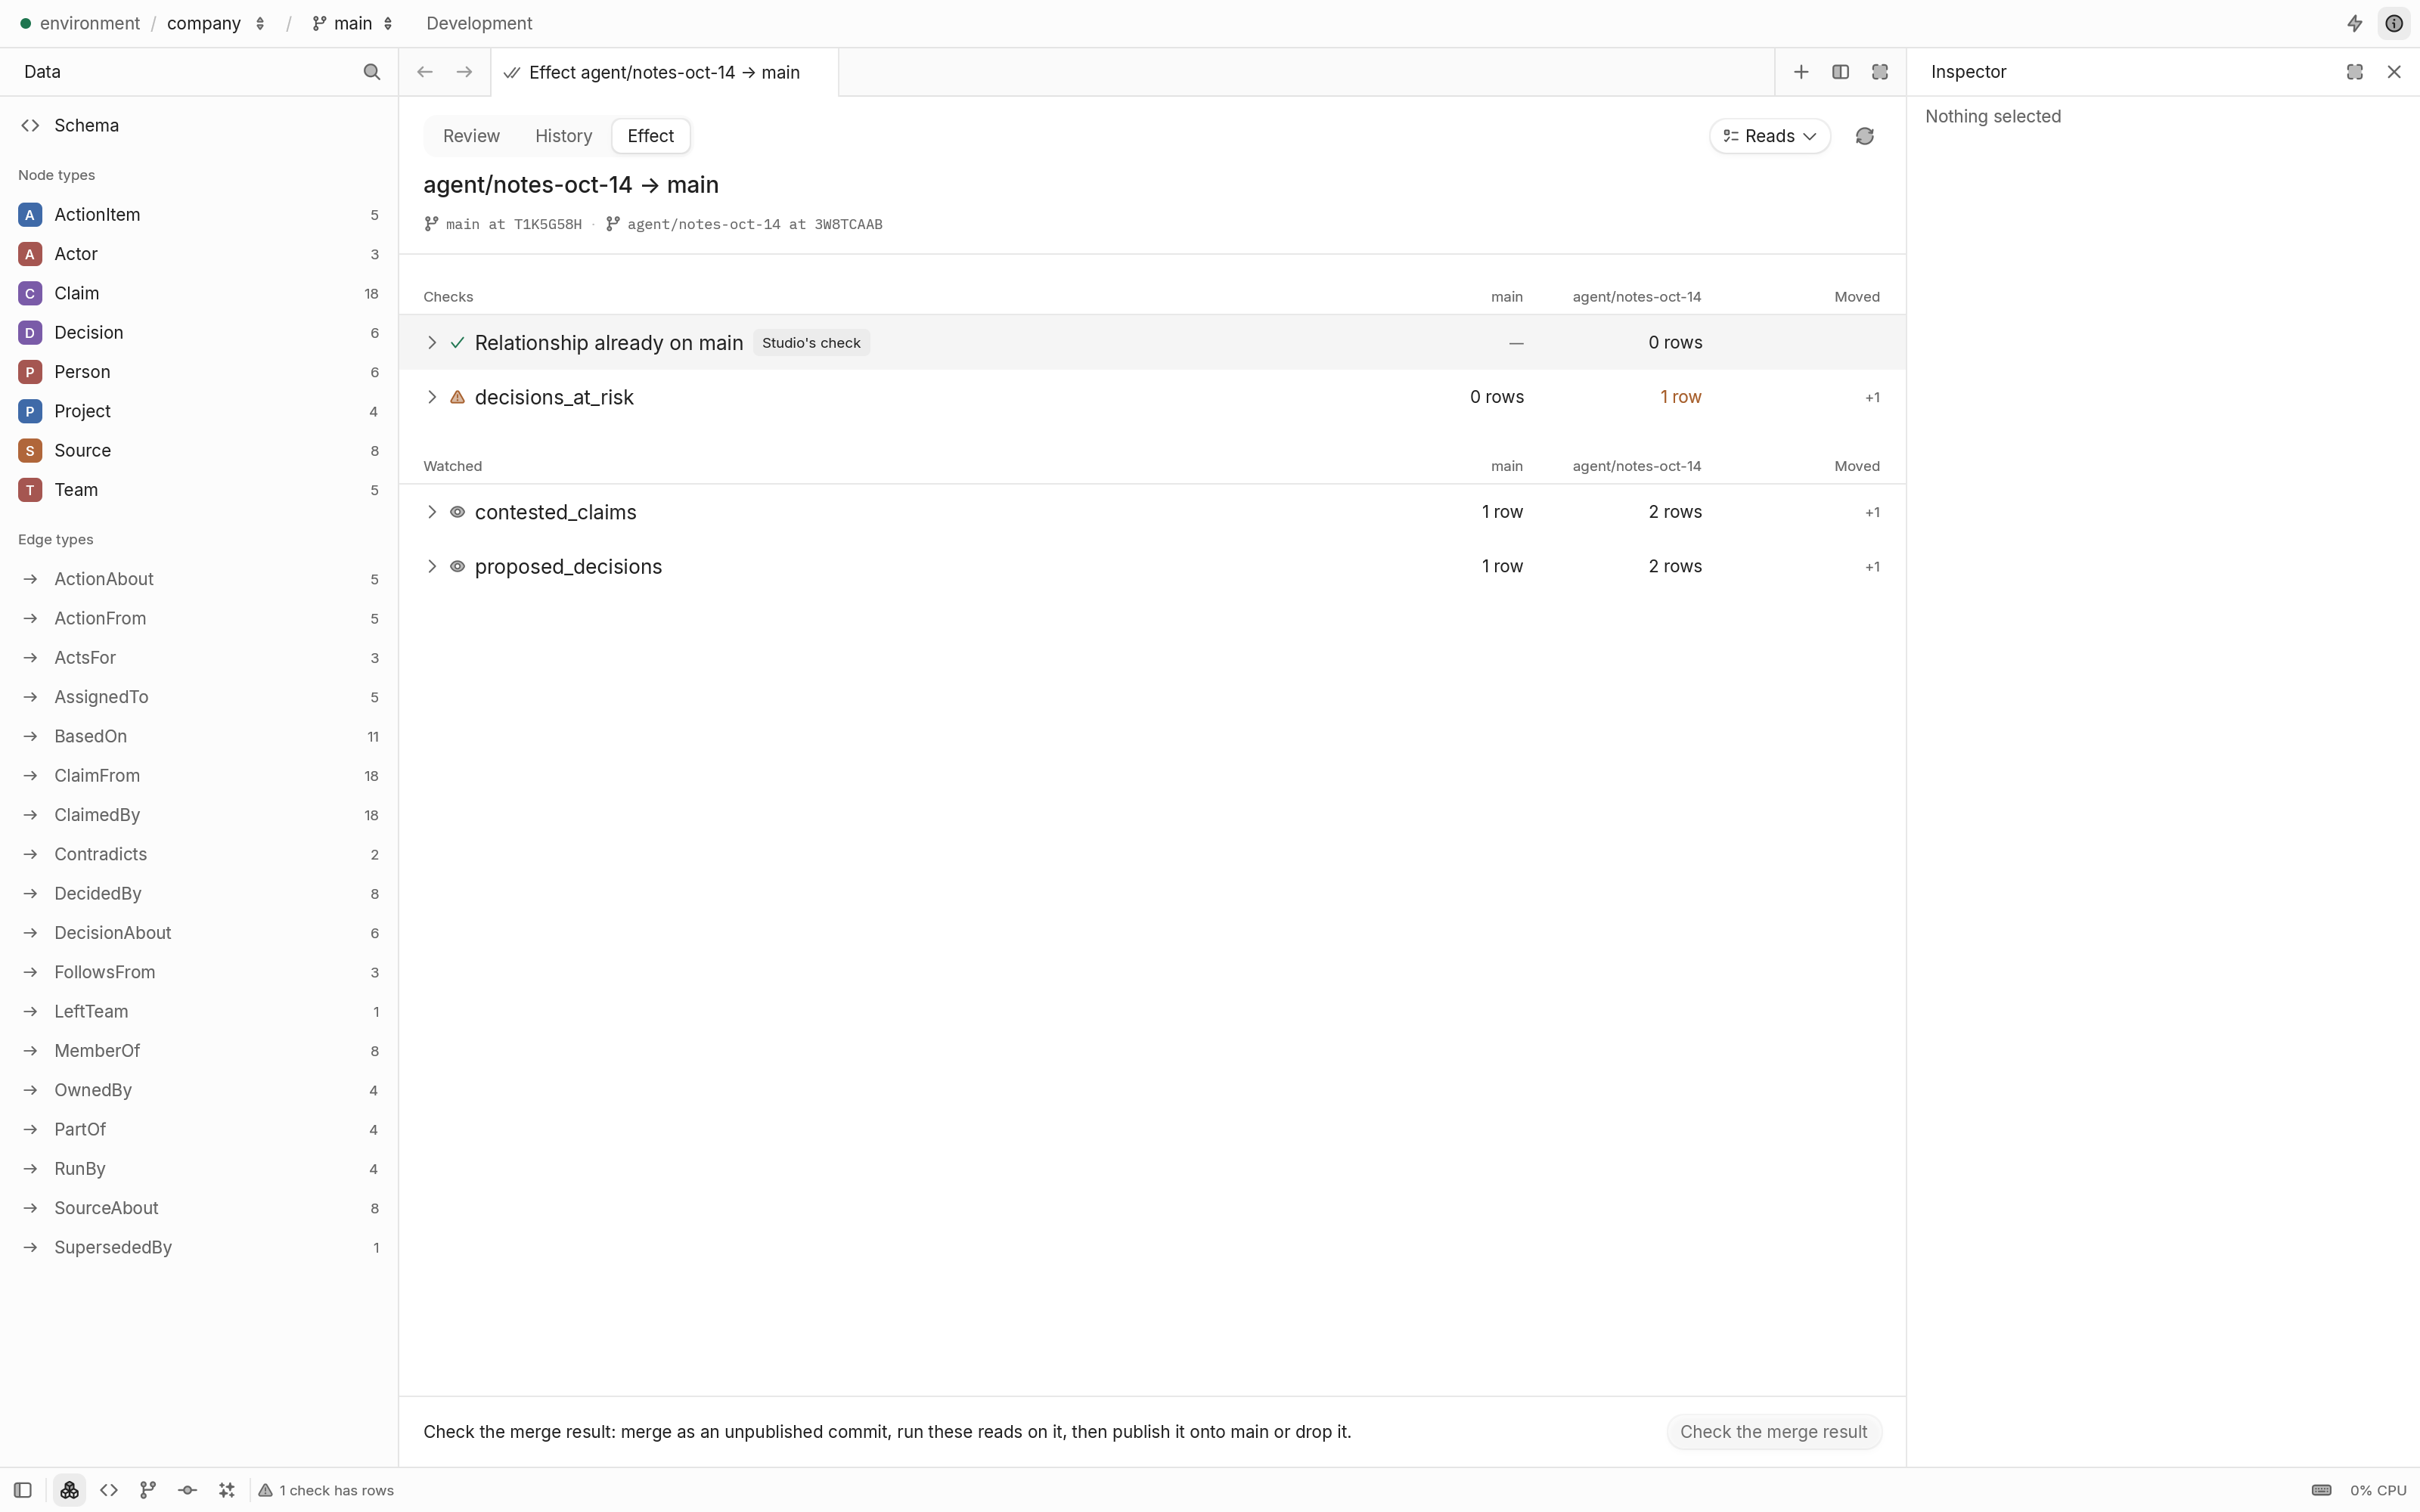 environment / company / main Development
Data
Effect agent/notes-oct-14 → main
Inspector
Nothing selected
Schema
Node types
A ActionItem 5
A Actor 3
C Claim 18
D Decision 6
P Person 6
P Project 4
S Source 8
T Team 5
Edge types
→ ActionAbout 5
→ ActionFrom 5
→ ActsFor 3
→ AssignedTo 5
→ BasedOn 11
→ ClaimFrom 18
→ ClaimedBy 18
→ Contradicts 2
→ DecidedBy 8
→ DecisionAbout 6
→ FollowsFrom 3
→ LeftTeam 1
→ MemberOf 8
→ OwnedBy 4
→ PartOf 4
→ RunBy 4
→ SourceAbout 8
→ SupersededBy 1
Review History Effect Reads
agent/notes-oct-14 → main
main at T1K5G58H · agent/notes-oct-14 at 3W8TCAAB
Checks main agent/notes-oct-14 Moved
Relationship already on main Studio's check — 0 rows
decisions_at_risk 0 rows 1 row +1
Watched main agent/notes-oct-14 Moved
contested_claims 1 row 2 rows +1
proposed_decisions 1 row 2 rows +1
Check the merge result: merge as an unpublished commit, run these reads on it, then publish it onto main or drop it. Check the merge result
1 check has rows
0% CPU